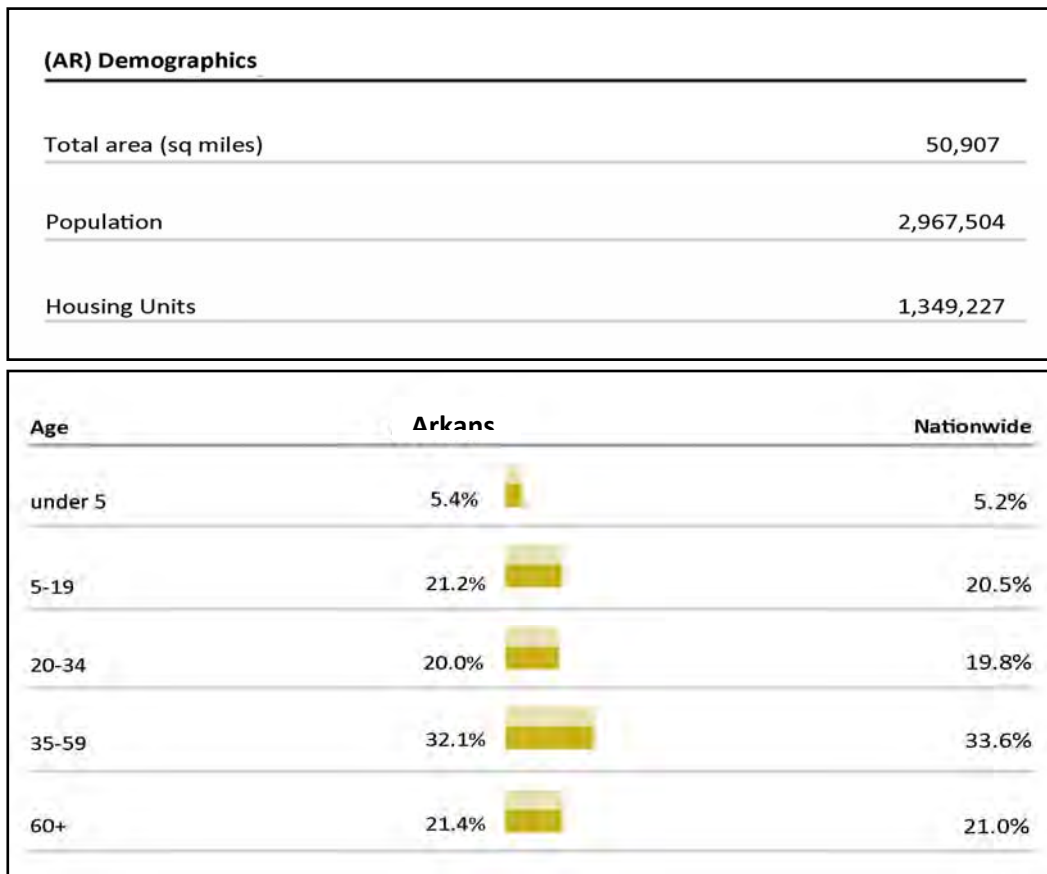 (AR) Demographics
Total area (sq miles) 50,907
Population 2,967,504
Housing Units 1,349,227
Age Arkans Nationwide
under 5 5.4% 5.2%
5-19 21.2% 20.5%
20-34 20.0% 19.8%
35-59 32.1% 33.6%
60+ 21.4% 21.0%